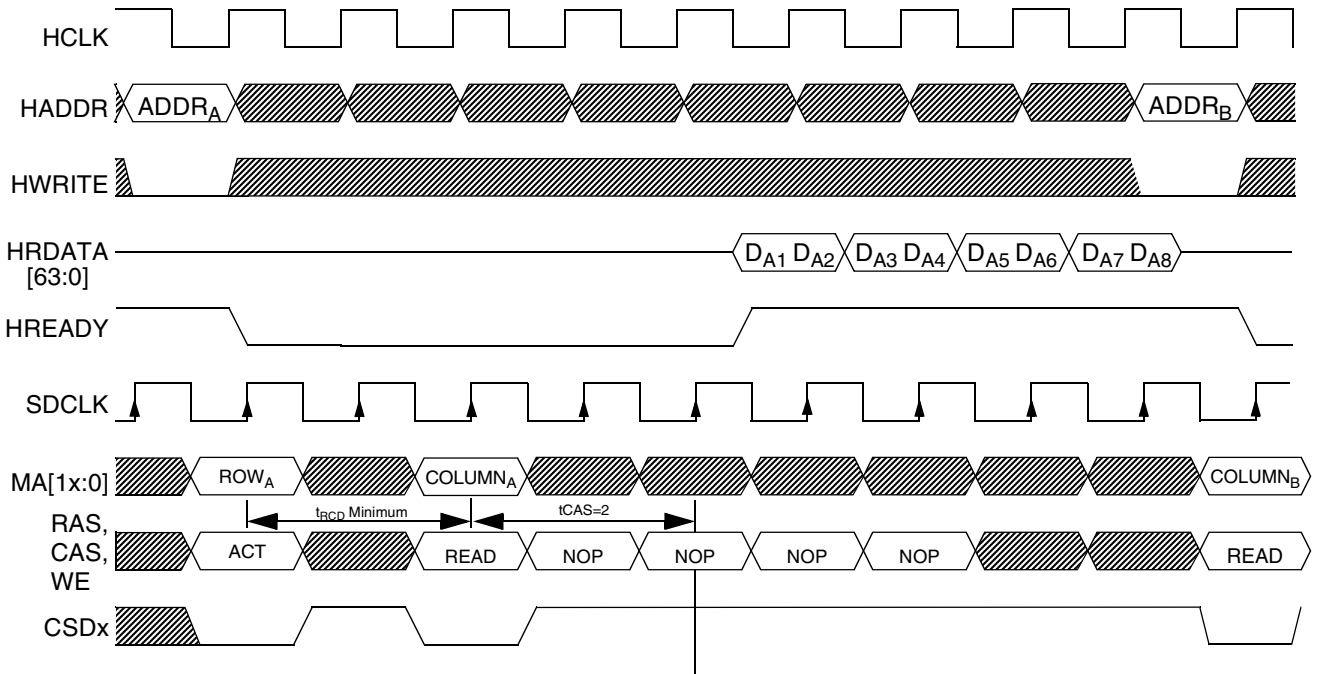 HCLK
HADDR ADDRA ADDRB
HWRITE
HRDATA
[63:0]
DA1 DA2 DA3 DA4 DA5 DA6 DA7 DA8
HREADY
SDCLK
MA[1x:0] ROWA COLUMNA COLUMNB
tRCD Minimum tCAS=2
RAS,
CAS,
WE
ACT READ NOP NOP NOP NOP READ
CSDx